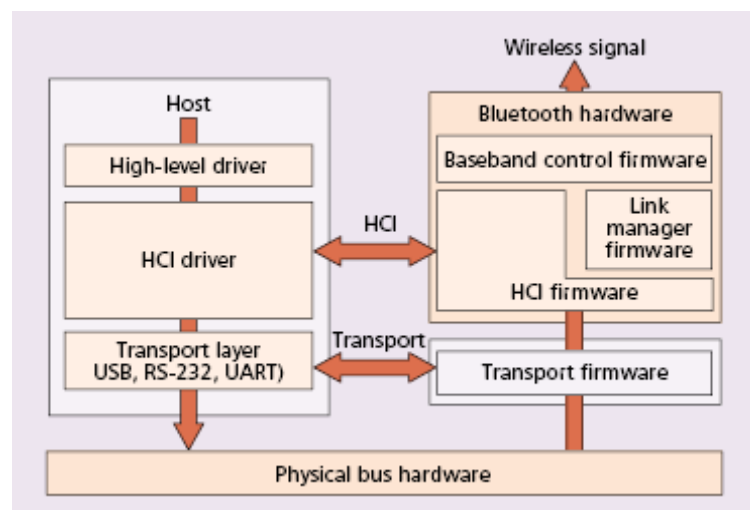 Wireless signal
Host
Bluetooth hardware
High-level driver
Baseband control firmware
HCI
HCI driver
Link
manager
firmware
HCI firmware
Transport layer
USB, RS-232, UART)
Transport
Transport firmware
Physical bus hardware